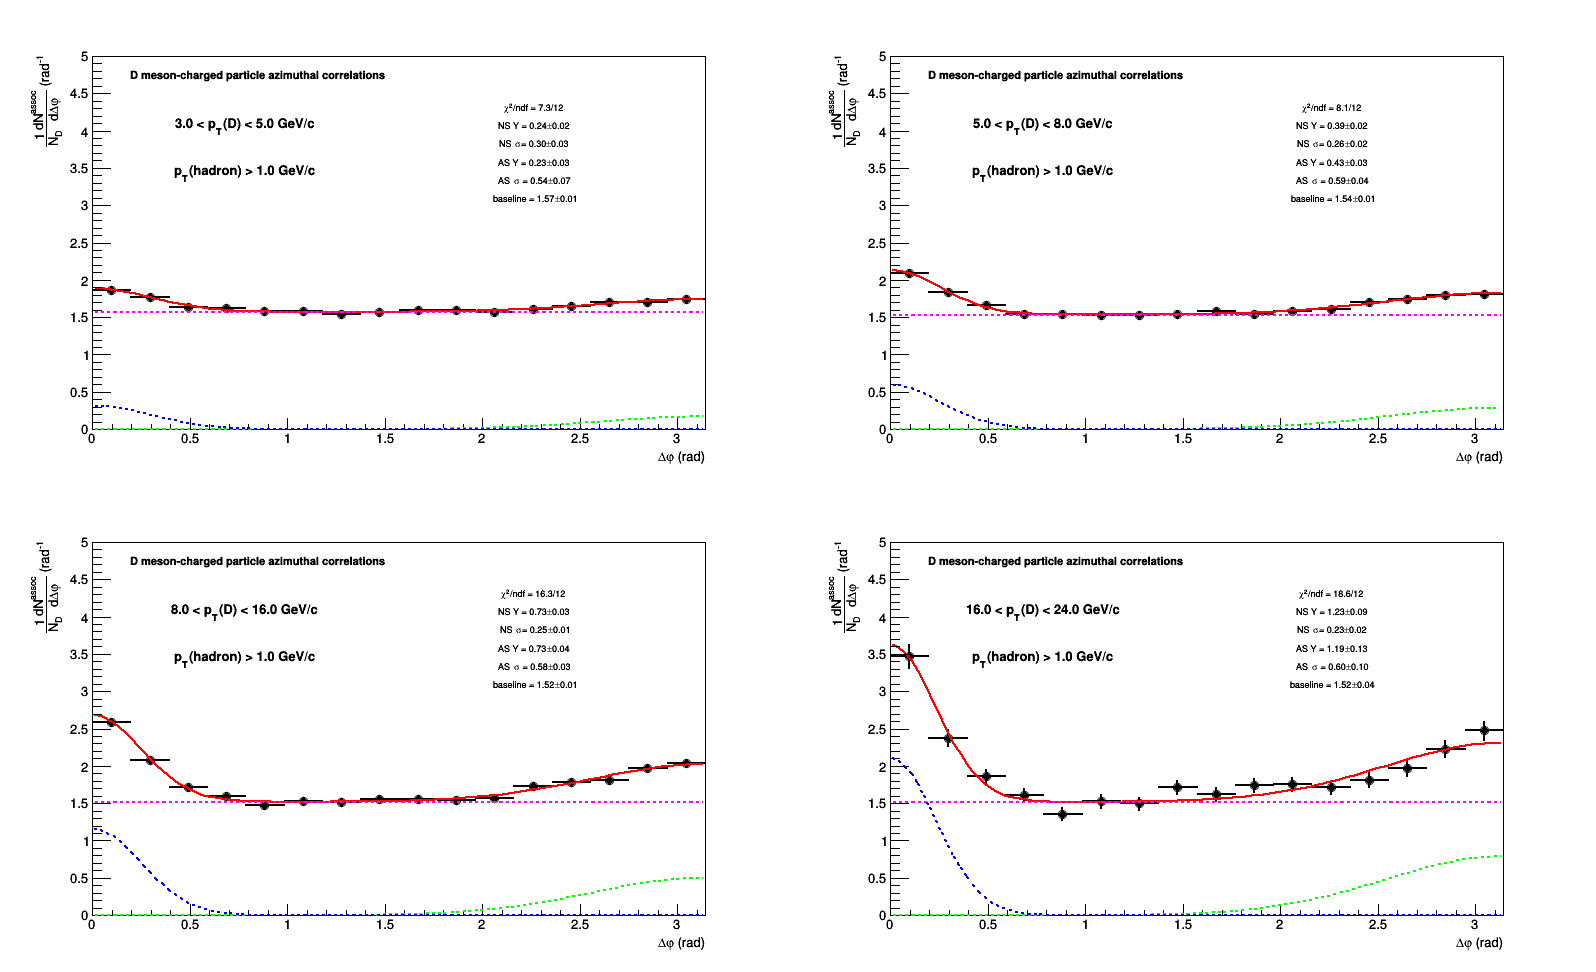 D meson-charged particle azimuthal correlations
3.0 < pT(D) < 5.0 GeV/c
pT(hadron) > 1.0 GeV/c
χ²/ndf = 7.3/12
NS Y = 0.24±0.02
NS σ= 0.30±0.03
AS Y = 0.23±0.03
AS σ = 0.54±0.07
baseline = 1.57±0.01
1 dN^assoc (rad^-1
N_D dΔφ
5
4.5
4
3.5
3
2.5
2
1.5
1
0.5
0
0 0.5 1 1.5 2 2.5 3
Δφ (rad)
D meson-charged particle azimuthal correlations
5.0 < pT(D) < 8.0 GeV/c
pT(hadron) > 1.0 GeV/c
χ²/ndf = 8.1/12
NS Y = 0.39±0.02
NS σ= 0.26±0.02
AS Y = 0.43±0.03
AS σ = 0.59±0.04
baseline = 1.54±0.01
1 dN^assoc (rad^-1
N_D dΔφ
5
4.5
4
3.5
3
2.5
2
1.5
1
0.5
0
0 0.5 1 1.5 2 2.5 3
Δφ (rad)
D meson-charged particle azimuthal correlations
8.0 < pT(D) < 16.0 GeV/c
pT(hadron) > 1.0 GeV/c
χ²/ndf = 16.3/12
NS Y = 0.73±0.03
NS σ= 0.25±0.01
AS Y = 0.73±0.04
AS σ = 0.58±0.03
baseline = 1.52±0.01
1 dN^assoc (rad^-1
N_D dΔφ
5
4.5
4
3.5
3
2.5
2
1.5
1
0.5
0
0 0.5 1 1.5 2 2.5 3
Δφ (rad)
D meson-charged particle azimuthal correlations
16.0 < pT(D) < 24.0 GeV/c
pT(hadron) > 1.0 GeV/c
χ²/ndf = 18.6/12
NS Y = 1.23±0.09
NS σ= 0.23±0.02
AS Y = 1.19±0.13
AS σ = 0.60±0.10
baseline = 1.52±0.04
1 dN^assoc (rad^-1
N_D dΔφ
5
4.5
4
3.5
3
2.5
2
1.5
1
0.5
0
0 0.5 1 1.5 2 2.5 3
Δφ (rad)